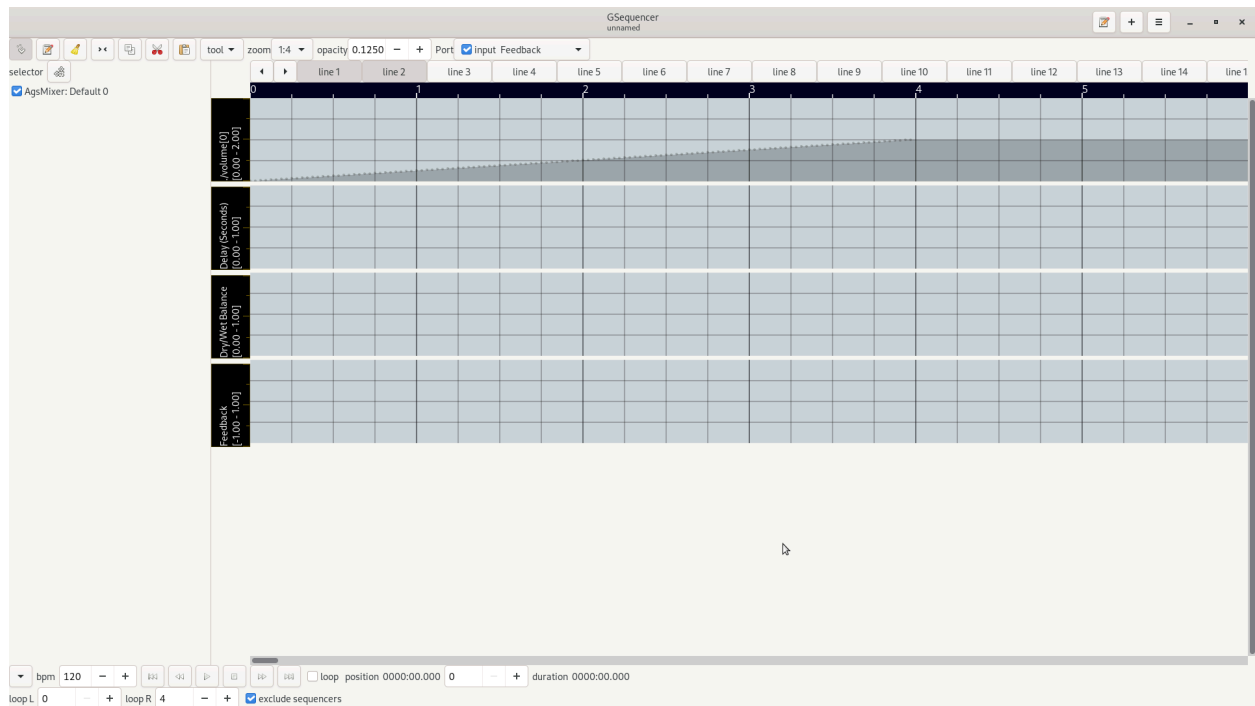 GSequencer
unnamed
tool zoom 1:4 opacity 0.1250 − + Port input Feedback
selector line 1 line 2 line 3 line 4 line 5 line 6 line 7 line 8 line 9 line 10 line 11 line 12 line 13 line 14 line 1
AgsMixer: Default 0
0 1 2 3 4 5
./volume[0]
[0.00 - 2.00]
Delay (Seconds)
[0.00 - 1.00]
Dry/Wet Balance
[0.00 - 1.00]
Feedback
[-1.00 - 1.00]
bpm 120 − + loop position 0000:00.000 0 − + duration 0000:00.000
loop L 0 − + loop R 4 − + exclude sequencers